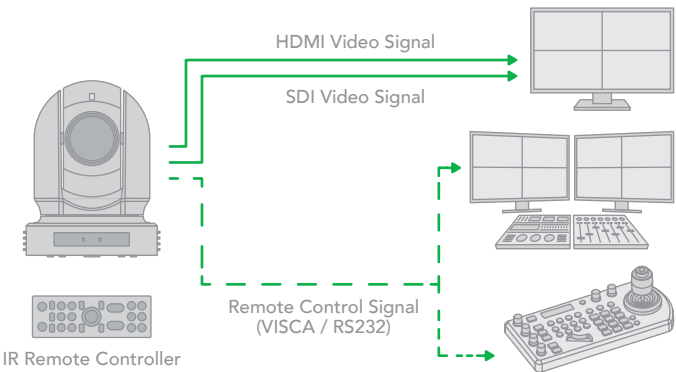 HDMI Video Signal
SDI Video Signal
Remote Control Signal
(VISCA / RS232)
IR Remote Controller